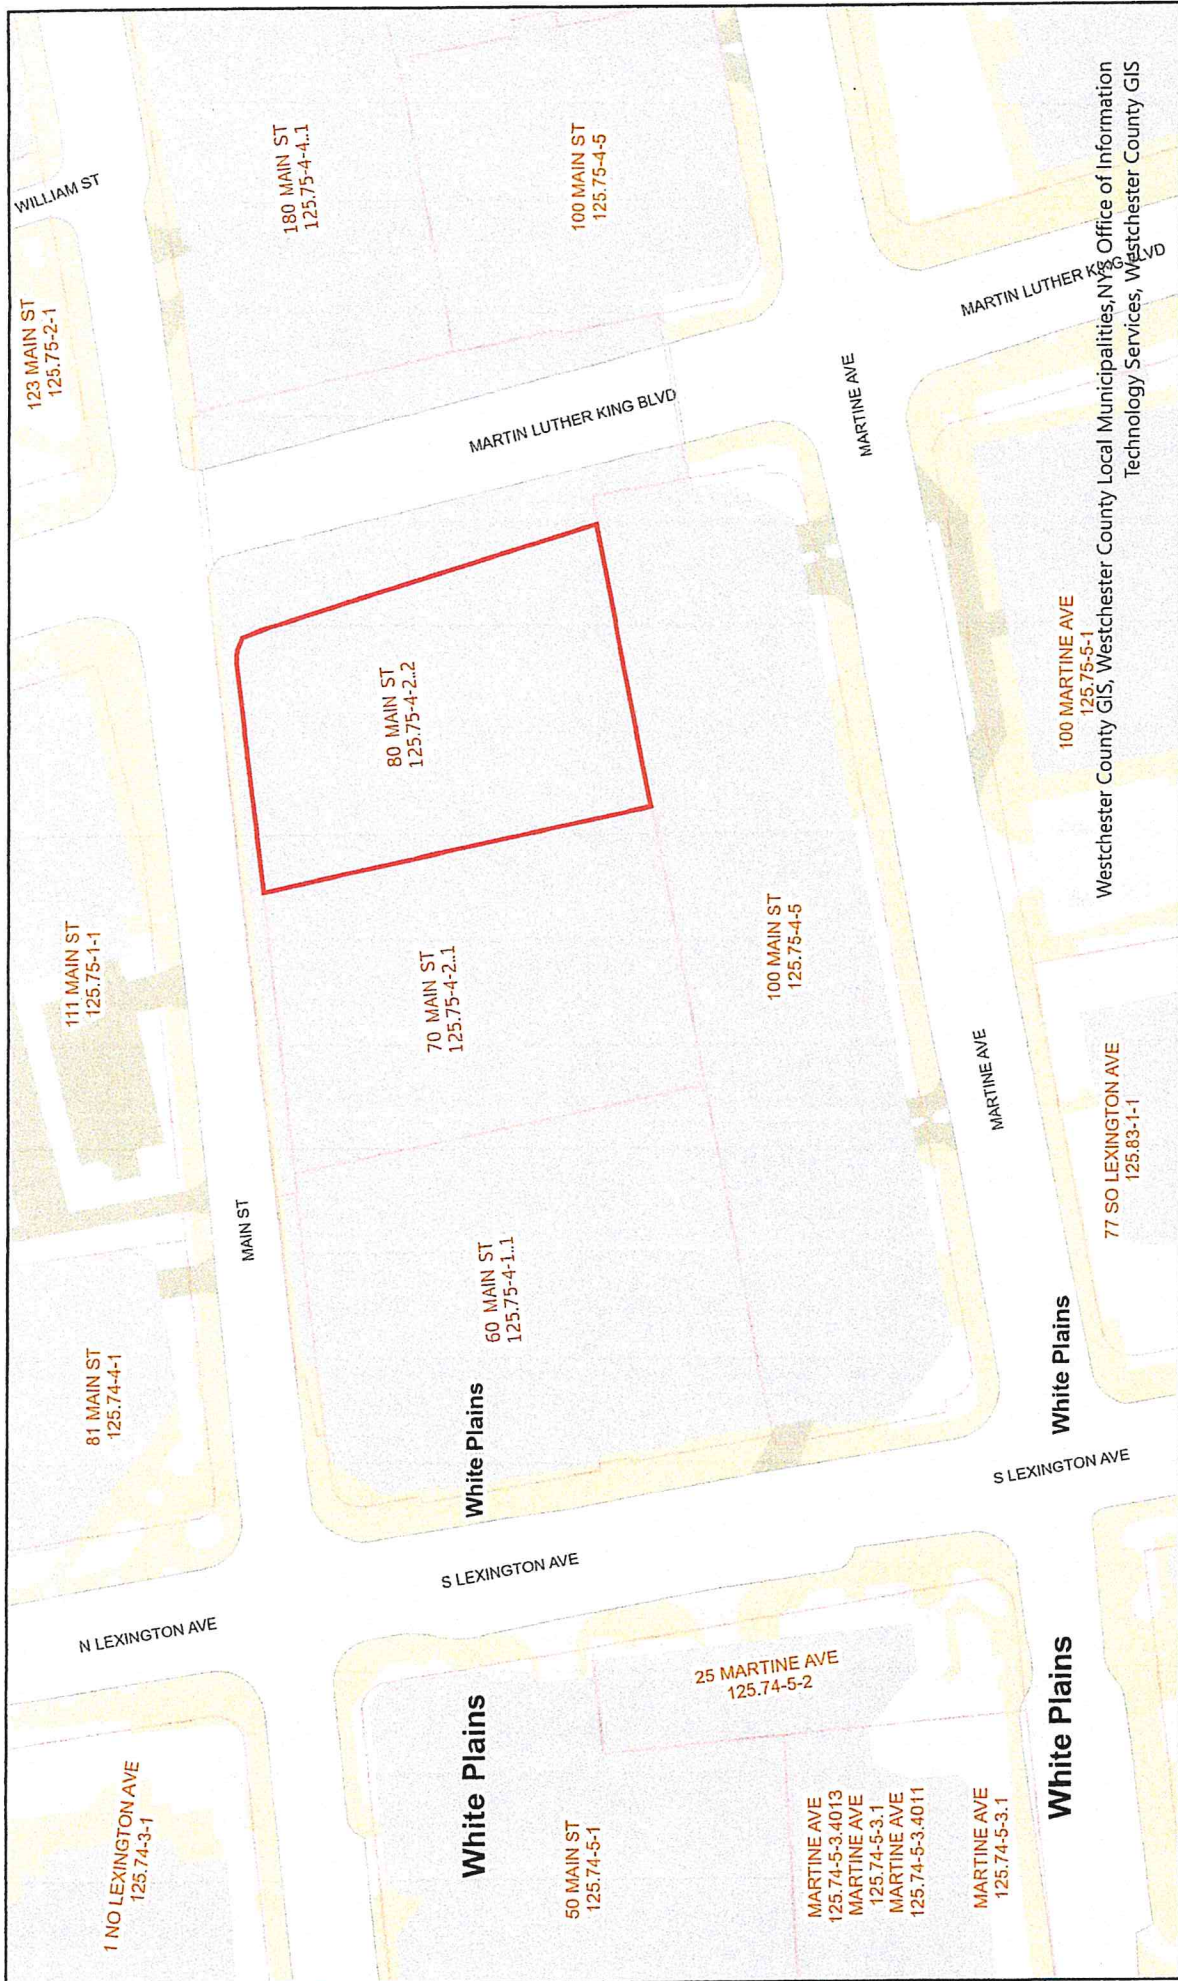 WILLIAM ST
123 MAIN ST
125.75-2-1
180 MAIN ST
125.75-4-4..1
100 MAIN ST
125.75-4-5
MARTIN LUTHER KING BLVD
MARTIN LUTHER KING BLVD
MARTINE AVE
111 MAIN ST
125.75-1-1
80 MAIN ST
125.75-4-2..2
70 MAIN ST
125.75-4-2..1
100 MAIN ST
125.75-4-5
100 MARTINE AVE
125.75-5-1
Westchester County GIS, Westchester County Local Municipalities,NYS Office of Information
Technology Services, Westchester County GIS
81 MAIN ST
125.74-4-1
MAIN ST
60 MAIN ST
125.75-4-1..1
White Plains
MARTINE AVE
77 SO LEXINGTON AVE
125.83-1-1
White Plains
S LEXINGTON AVE
N LEXINGTON AVE
S LEXINGTON AVE
1 NO LEXINGTON AVE
125.74-3-1
White Plains
50 MAIN ST
125.74-5-1
25 MARTINE AVE
125.74-5-2
MARTINE AVE
125.74-5-3.4013
MARTINE AVE
125.74-5-3.1
MARTINE AVE
125.74-5-3.4011
MARTINE AVE
125.74-5-3.1
White Plains